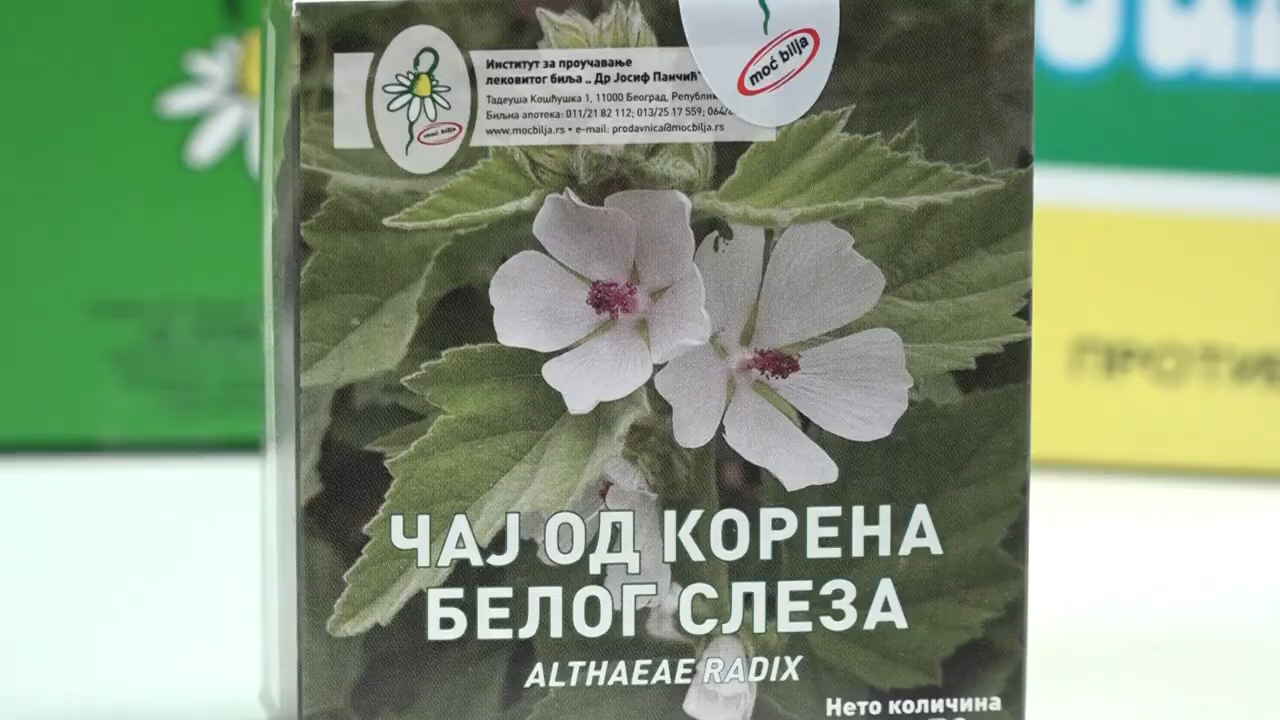 Институт за проучавање
лековитог биља „ Др Јосиф Панчић"
Тадеуша Кошћушка 1, 11000 Београд,
Биљна апотека: 011/21 82 112; 013/25 17 559; 064/
www.mocbilja.rs • e-mail: prodavnica@mocbilja.rs
moć bilja
moć bilja
ЧАЈ ОД КОРЕНА
БЕЛОГ СЛЕЗА
ALTHAEAE RADIX
Нето количина
ПРОТИВ